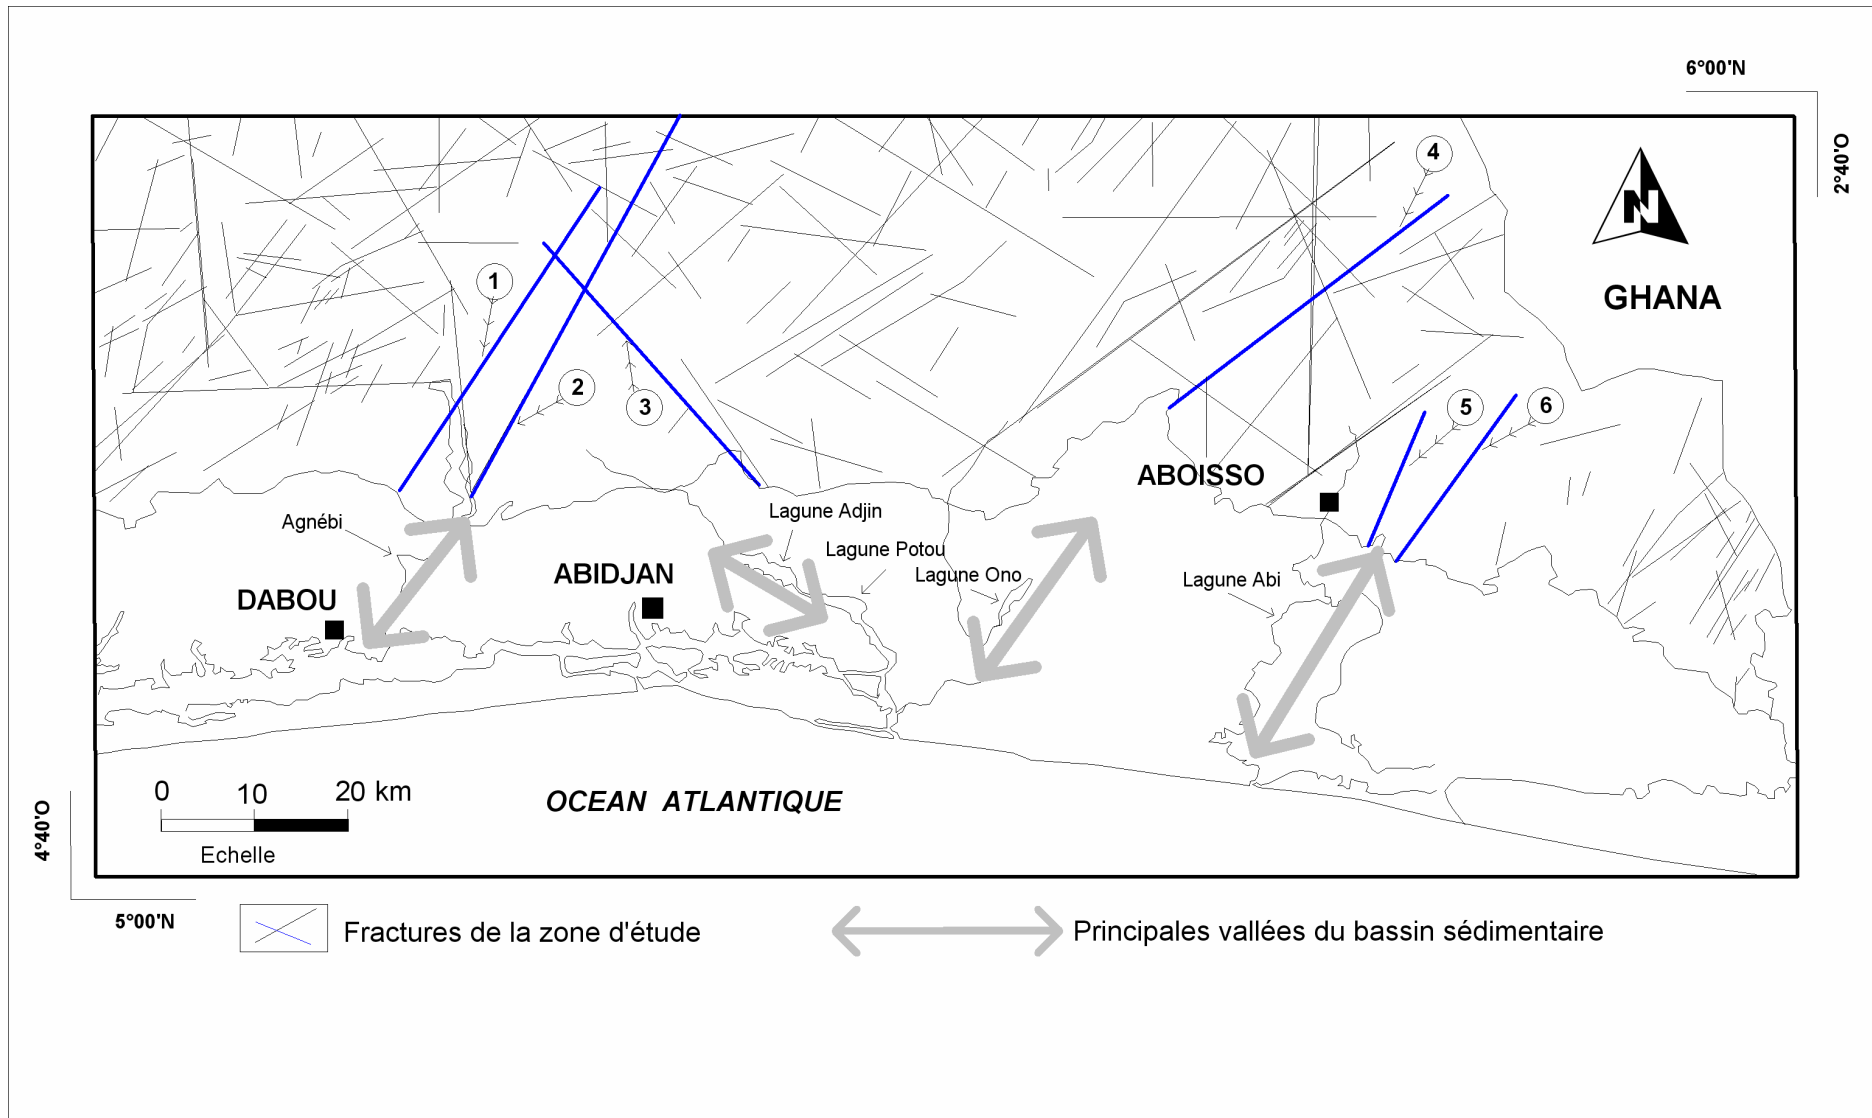 6°00'N
2°40'O
4
N
GHANA
1
2
3
5
6
ABOISSO
Agnébi
Lagune Adjin
Lagune Potou
Lagune Ono
Lagune Abi
DABOU
ABIDJAN
0 10 20 km
Echelle
OCEAN ATLANTIQUE
4°40'O
5°00'N
Fractures de la zone d'étude
Principales vallées du bassin sédimentaire